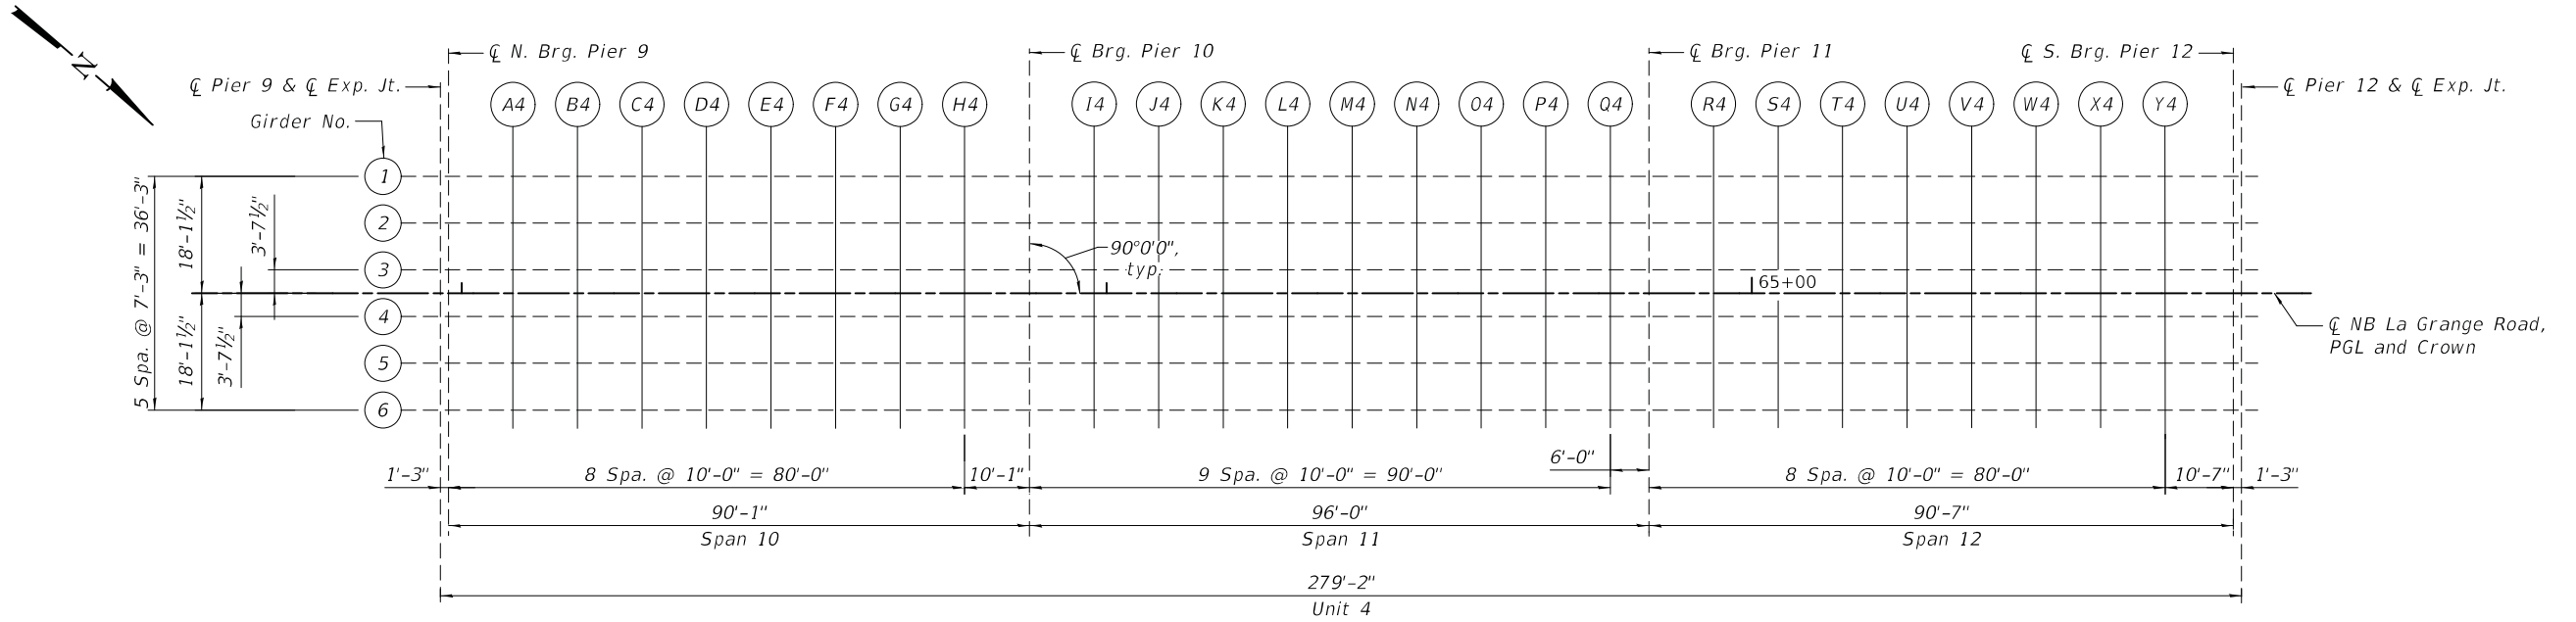 N
℄ N. Brg. Pier 9
℄ Brg. Pier 10
℄ Brg. Pier 11
℄ S. Brg. Pier 12
℄ Pier 9 & ℄ Exp. Jt.
℄ Pier 12 & ℄ Exp. Jt.
A4 B4 C4 D4 E4 F4 G4 H4 I4 J4 K4 L4 M4 N4 O4 P4 Q4 R4 S4 T4 U4 V4 W4 X4 Y4
Girder No.
1
2
3
4
5
6
5 Spa. @ 7'-3" = 36'-3"
18'-1½"
18'-1½"
3'-7½"
3'-7½"
90°0'0",
typ.
65+00
℄ NB La Grange Road,
PGL and Crown
1'-3"
8 Spa. @ 10'-0" = 80'-0"
10'-1"
9 Spa. @ 10'-0" = 90'-0"
6'-0"
8 Spa. @ 10'-0" = 80'-0"
10'-7"
1'-3"
90'-1"
Span 10
96'-0"
Span 11
90'-7"
Span 12
279'-2"
Unit 4